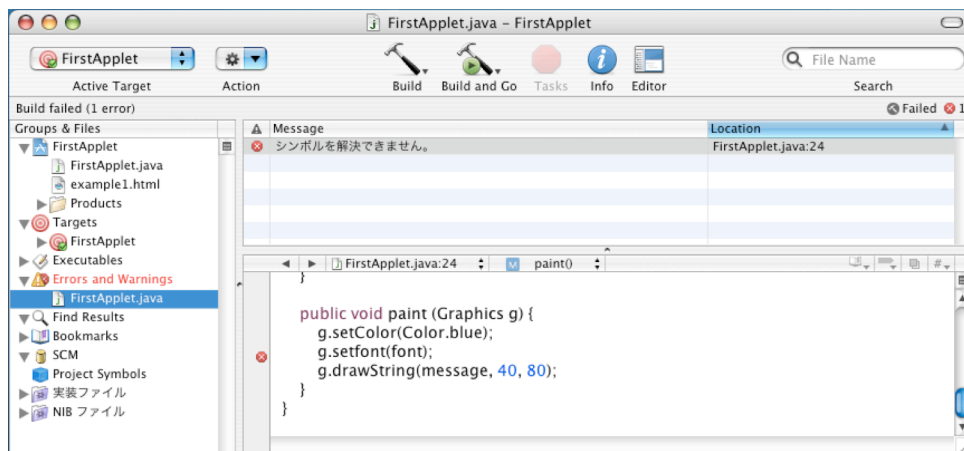 FirstApplet.java – FirstApplet
FirstApplet
File Name
Active Target
Action
Build
Build and Go
Tasks
Info
Editor
Search
Build failed (1 error)
Failed
1
Groups & Files
Message
Location
FirstApplet
シンボルを解決できません。
FirstApplet.java:24
FirstApplet.java
example1.html
Products
Targets
FirstApplet
Executables
Errors and Warnings
FirstApplet.java
Find Results
Bookmarks
SCM
Project Symbols
実装ファイル
NIB ファイル
FirstApplet.java:24
M
paint()
#
}
public void paint (Graphics g) {
g.setColor(Color.blue);
g.setfont(font);
g.drawString(message, 40, 80);
}
}